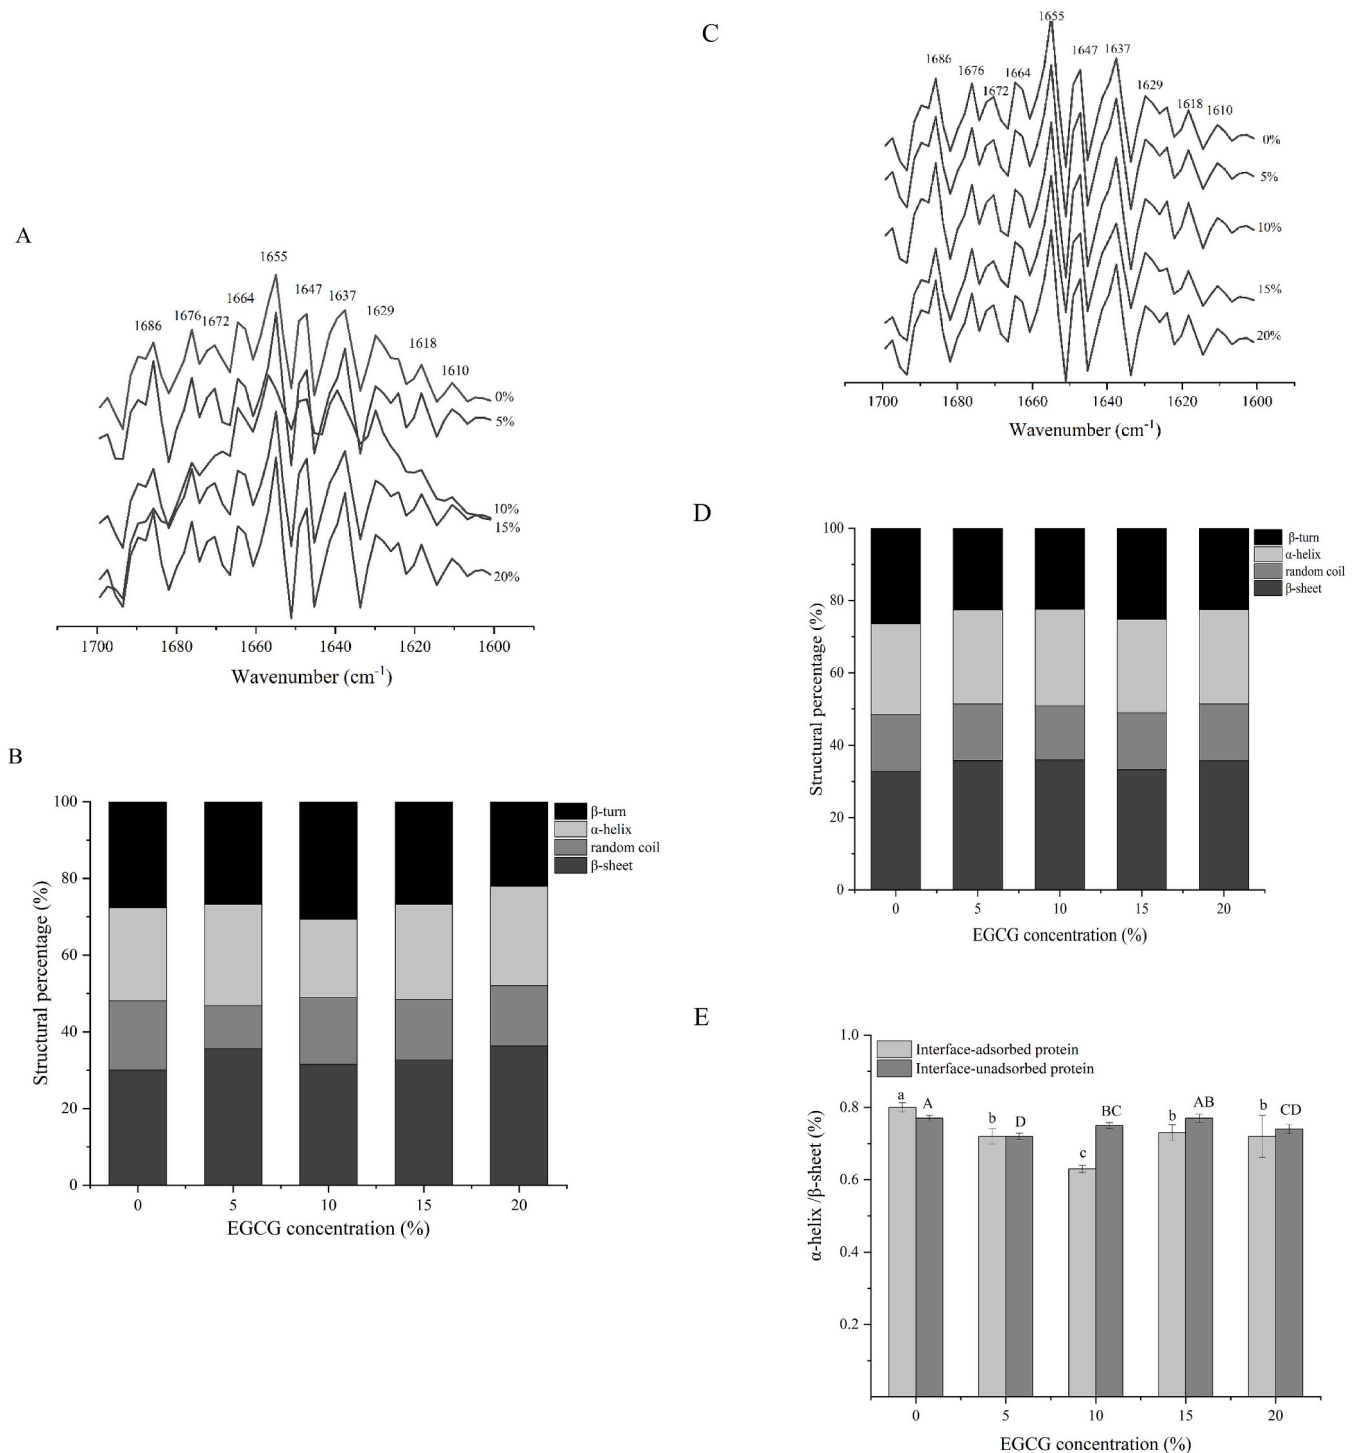 A
1655
1647
1637
1664
1629
1676
1672
1686
1618
1610
0%
5%
10%
15%
20%
1700 1680 1660 1640 1620 1600
Wavenumber (cm⁻¹)
B
100
80
60
40
20
0
Structural percentage (%)
β-turn
α-helix
random coil
β-sheet
0 5 10 15 20
EGCG concentration (%)
C
1655
1647 1637
1686
1676
1664
1672
1629
1618
1610
0%
5%
10%
15%
20%
1700 1680 1660 1640 1620 1600
Wavenumber (cm⁻¹)
D
100
80
60
40
20
0
Structural percentage (%)
β-turn
α-helix
random coil
β-sheet
0 5 10 15 20
EGCG concentration (%)
E
1.0
0.8
0.6
0.4
0.2
α-helix /β-sheet (%)
Interface-adsorbed protein
Interface-unadsorbed protein
a A b D c BC b AB b CD
0 5 10 15 20
EGCG concentration (%)